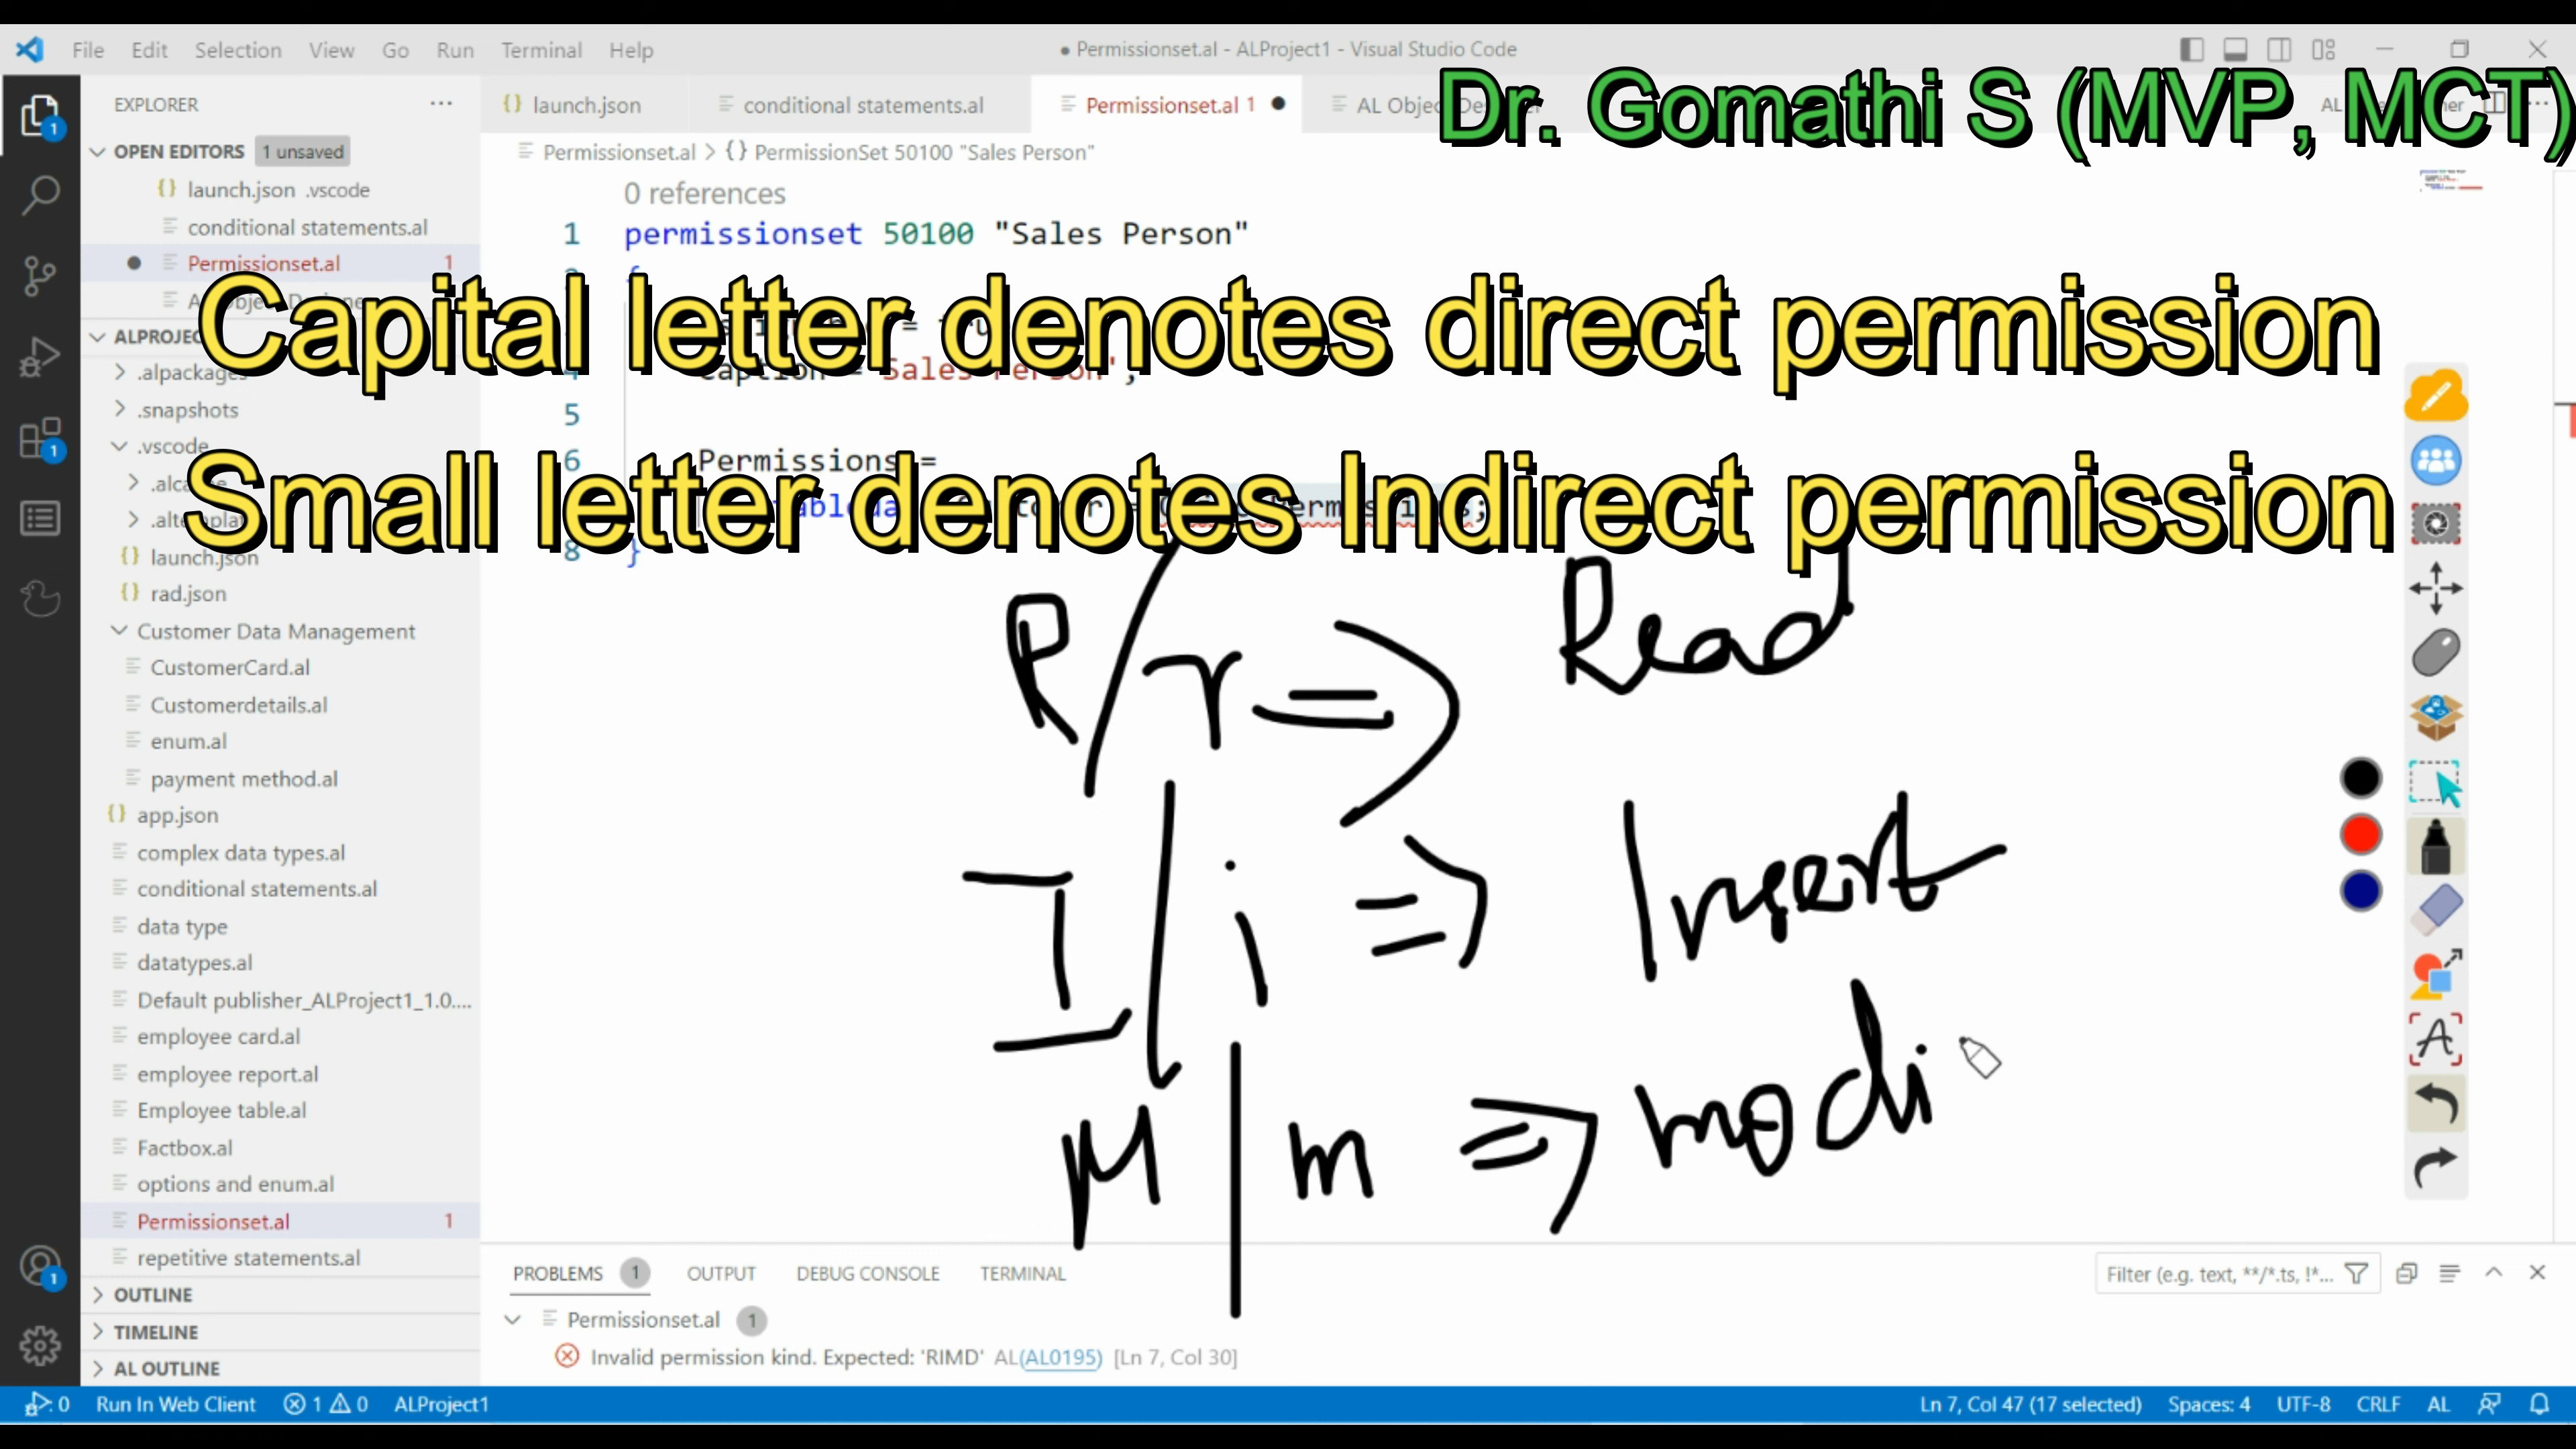 File Edit Selection View Go Run Terminal Help
● Permissionset.al - ALProject1 - Visual Studio Code
Dr. Gomathi S (MVP, MCT)
EXPLORER
launch.json
conditional statements.al
Permissionset.al 1
OPEN EDITORS 1 unsaved
Permissionset.al > {} PermissionSet 50100 "Sales Person"
launch.json .vscode
conditional statements.al
Permissionset.al 1
0 references
1 permissionset 50100 "Sales Person"
Capital letter denotes direct permission
.alpackages
.snapshots
5
.vscode
6 Permissions =
Small letter denotes Indirect permission
8 }
launch.json
rad.json
Customer Data Management
CustomerCard.al
Customerdetails.al
enum.al
payment method.al
app.json
complex data types.al
conditional statements.al
data type
datatypes.al
Default publisher_ALProject1_1.0....
employee card.al
employee report.al
Employee table.al
Factbox.al
options and enum.al
Permissionset.al 1
repetitive statements.al
OUTLINE
TIMELINE
AL OUTLINE
R/r => Read
I/i => Insert
M|m => modi
PROBLEMS 1 OUTPUT DEBUG CONSOLE TERMINAL
Filter (e.g. text, **/*.ts, !*...
Permissionset.al 1
Invalid permission kind. Expected: 'RIMD' AL(AL0195) [Ln 7, Col 30]
0 Run In Web Client 1 0 ALProject1
Ln 7, Col 47 (17 selected) Spaces: 4 UTF-8 CRLF AL